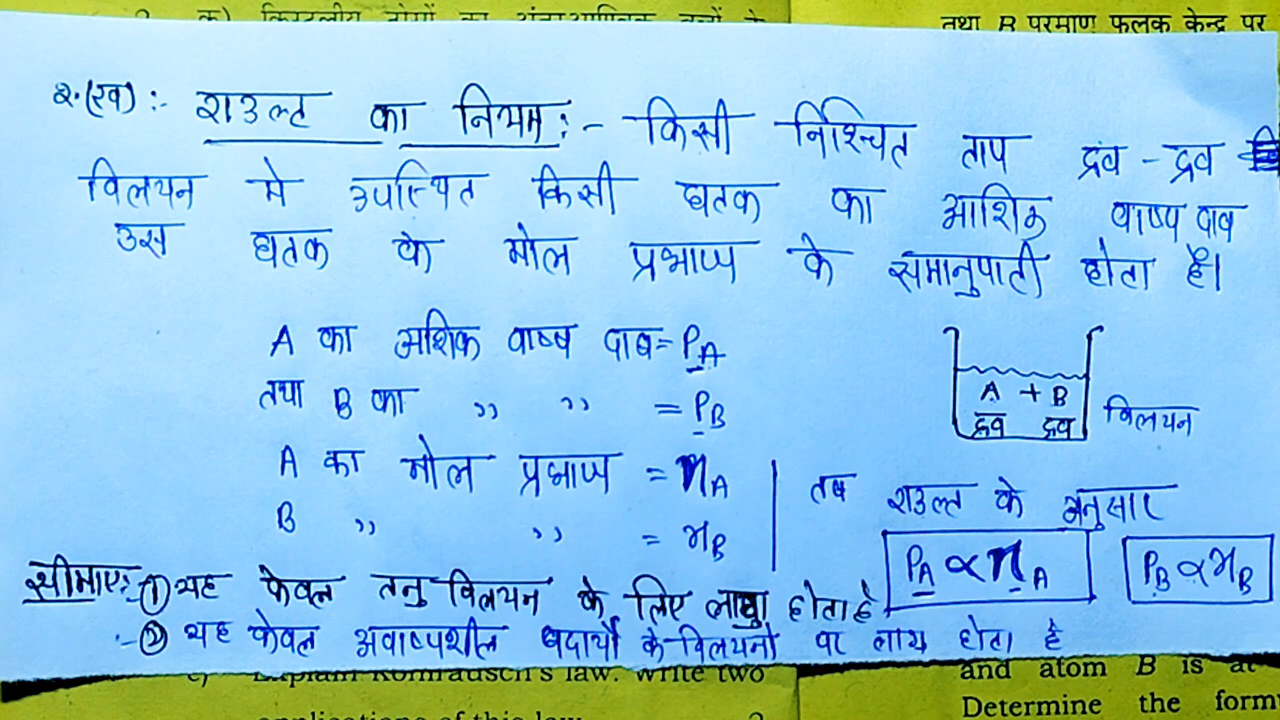 तथा B परमाणु फलक केन्द्र पर
२.(ख) :- राउल्ट का नियम :- किसी निश्चित ताप द्रव - द्रव
विलयन मे उपस्थित किसी घटक का आशिक वाष्प दाब
उस घटक के मोल प्रभाज के समानुपाती होता है।
A का अशिक वाष्ब दाब = PA
तथा B का ,, ,, = PB
A + B
द्रव द्रव
विलयन
A का मोल प्रभाज = nA
B ,, ,, = nB
तब राउल्ट के अनुसार
PA ∝ nA
PB ∝ nB
सीमाए:- ① यह केवल तनु विलयन के लिए लागु होता है
:- ② यह केवल अवाष्पशील पदार्थो के विलयनो पर लागू होता है
c) Explain Kohlrausch's law. Write two
applications of this law.
and atom B is at
Determine the form